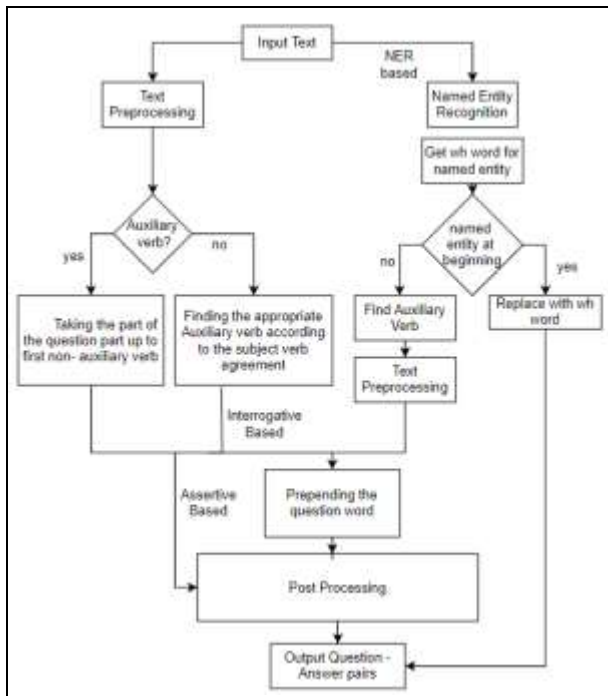 Input Text
NER
based
Text
Preprocessing
Named Entity
Recognition
Get wh word for
named entity
Auxiliary
verb?
yes
no
named
entity at
beginning
no
yes
Taking the part of
the question part up to
first non- auxiliary verb
Finding the appropriate
Auxiliary verb according
to the subject verb
agreement
Find Auxiliary
Verb
Replace with wh
word
Text
Preprocessing
Interrogative
Based
Assertive
Based
Prepending the
question word
Post Processing
Output Question -
Answer pairs